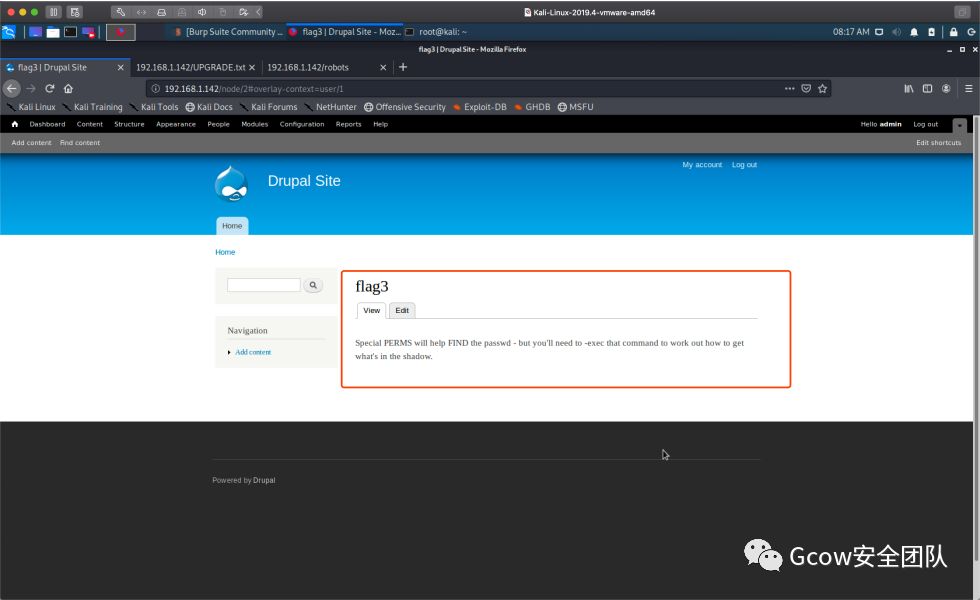 Kali-Linux-2019.4-vmware-amd64
[Burp Suite Community ...
flag3 | Drupal Site - Moz...
root@kali: ~
08:17 AM
flag3 | Drupal Site - Mozilla Firefox
flag3 | Drupal Site
192.168.1.142/UPGRADE.txt
192.168.1.142/robots
192.168.1.142/node/2#overlay-context=user/1
Kali Linux
Kali Training
Kali Tools
Kali Docs
Kali Forums
NetHunter
Offensive Security
Exploit-DB
GHDB
MSFU
Dashboard
Content
Structure
Appearance
People
Modules
Configuration
Reports
Help
Hello admin
Log out
Add content
Find content
Edit shortcuts
My account
Log out
Drupal Site
Home
Home
flag3
View
Edit
Navigation
Add content
Special PERMS will help FIND the passwd - but you'll need to -exec that command to work out how to get
what's in the shadow.
Powered by Drupal
Gcow安全团队